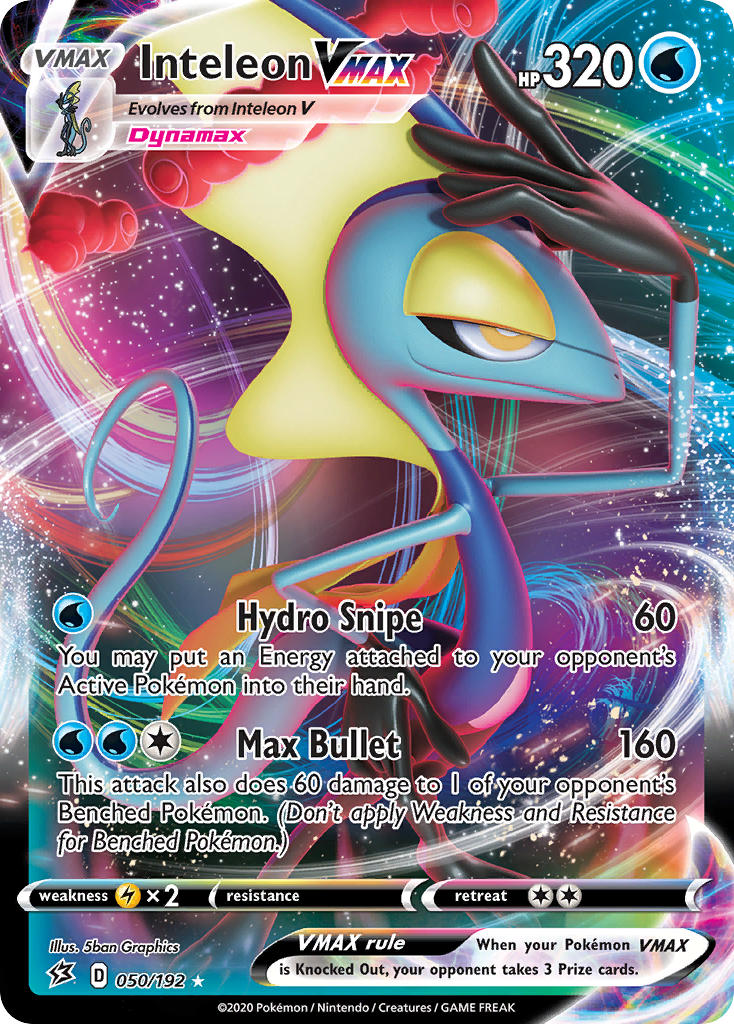 VMAX
Inteleon VMAX
HP 320
Evolves from Inteleon V
Dynamax
Hydro Snipe 60
You may put an Energy attached to your opponent's
Active Pokémon into their hand.
Max Bullet 160
This attack also does 60 damage to 1 of your opponent's
Benched Pokémon. (Don't apply Weakness and Resistance
for Benched Pokémon.)
weakness ×2 resistance retreat
Illus. 5ban Graphics
VMAX rule When your Pokémon VMAX
is Knocked Out, your opponent takes 3 Prize cards.
D 050/192
©2020 Pokémon / Nintendo / Creatures / GAME FREAK